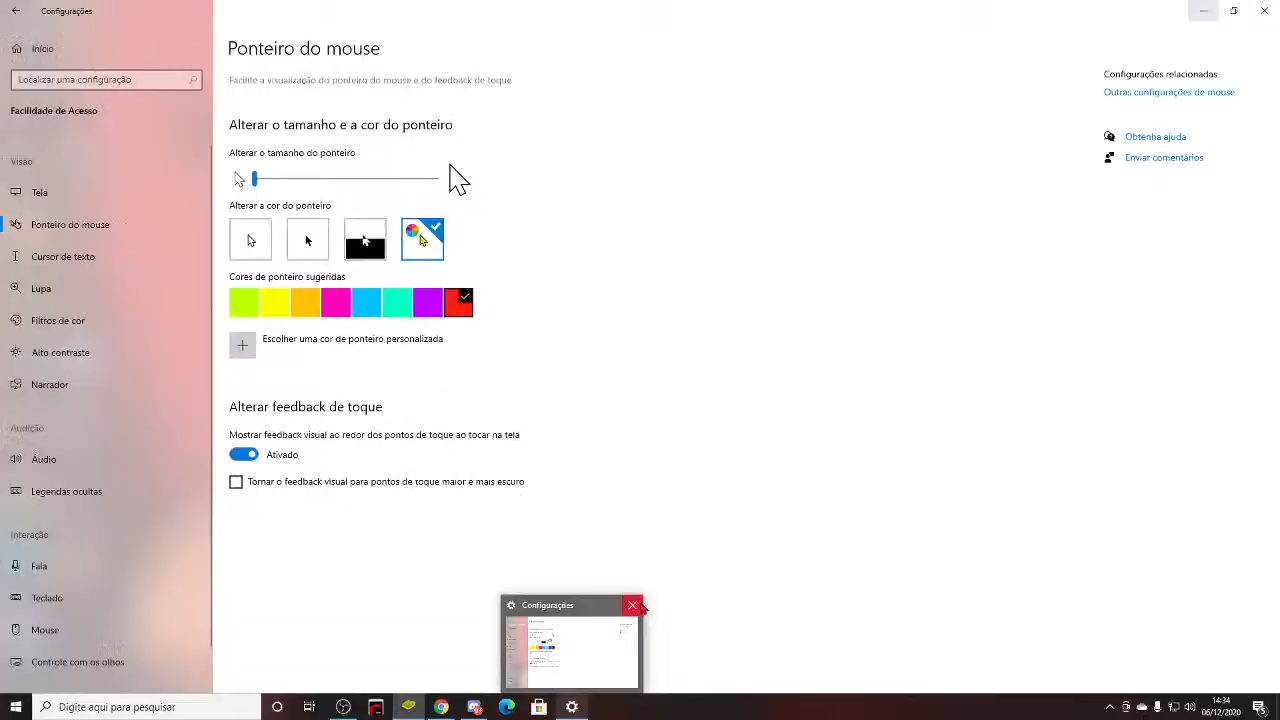 Configurações
Início
Localizar uma configuração
Facilidade de Acesso
Visão
Tela
Ponteiro do mouse
Cursor de texto
Lupa
Filtros de cor
Alto contraste
Narrador
Audição
Áudio
Legendas ocultas
Interação
Fala
Teclado
Mouse
Controle com os olhos
Ponteiro do mouse
Facilite a visualização do ponteiro do mouse e do feedback de toque
Alterar o tamanho e a cor do ponteiro
Alterar o tamanho do ponteiro
Alterar a cor do ponteiro
Cores de ponteiro sugeridas
Escolher uma cor de ponteiro personalizada
Alterar feedback de toque
Mostrar feedback visual ao redor dos pontos de toque ao tocar na tela
Ativado
Tornar o feedback visual para pontos de toque maior e mais escuro
Configurações relacionadas
Outras configurações de mouse
Obtenha ajuda
Enviar comentários
Configurações
Digite aqui para pesquisar
14:34
06/12/2020